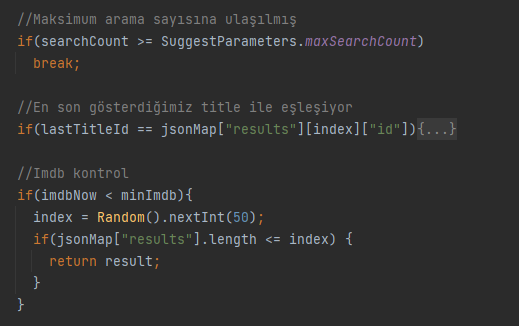 //Maksimum arama sayısına ulaşılmış
if(searchCount >= SuggestParameters.maxSearchCount)
break;
//En son gösterdiğimiz title ile eşleşiyor
if(lastTitleId == jsonMap["results"][index]["id"]){...}
//Imdb kontrol
if(imdbNow < minImdb){
index = Random().nextInt(50);
if(jsonMap["results"].length <= index) {
return result;
}
}